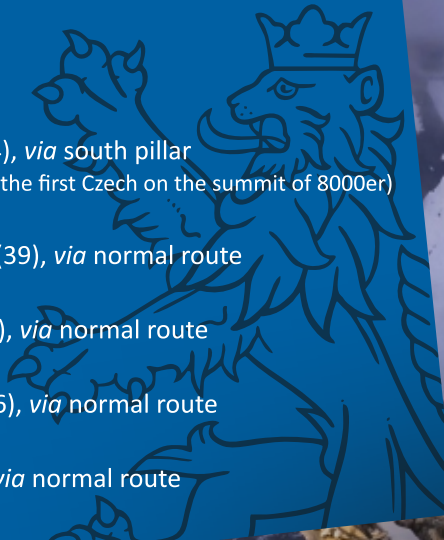 ), via south pillar
the first Czech on the summit of 8000er)
(39), via normal route
), via normal route
6), via normal route
via normal route